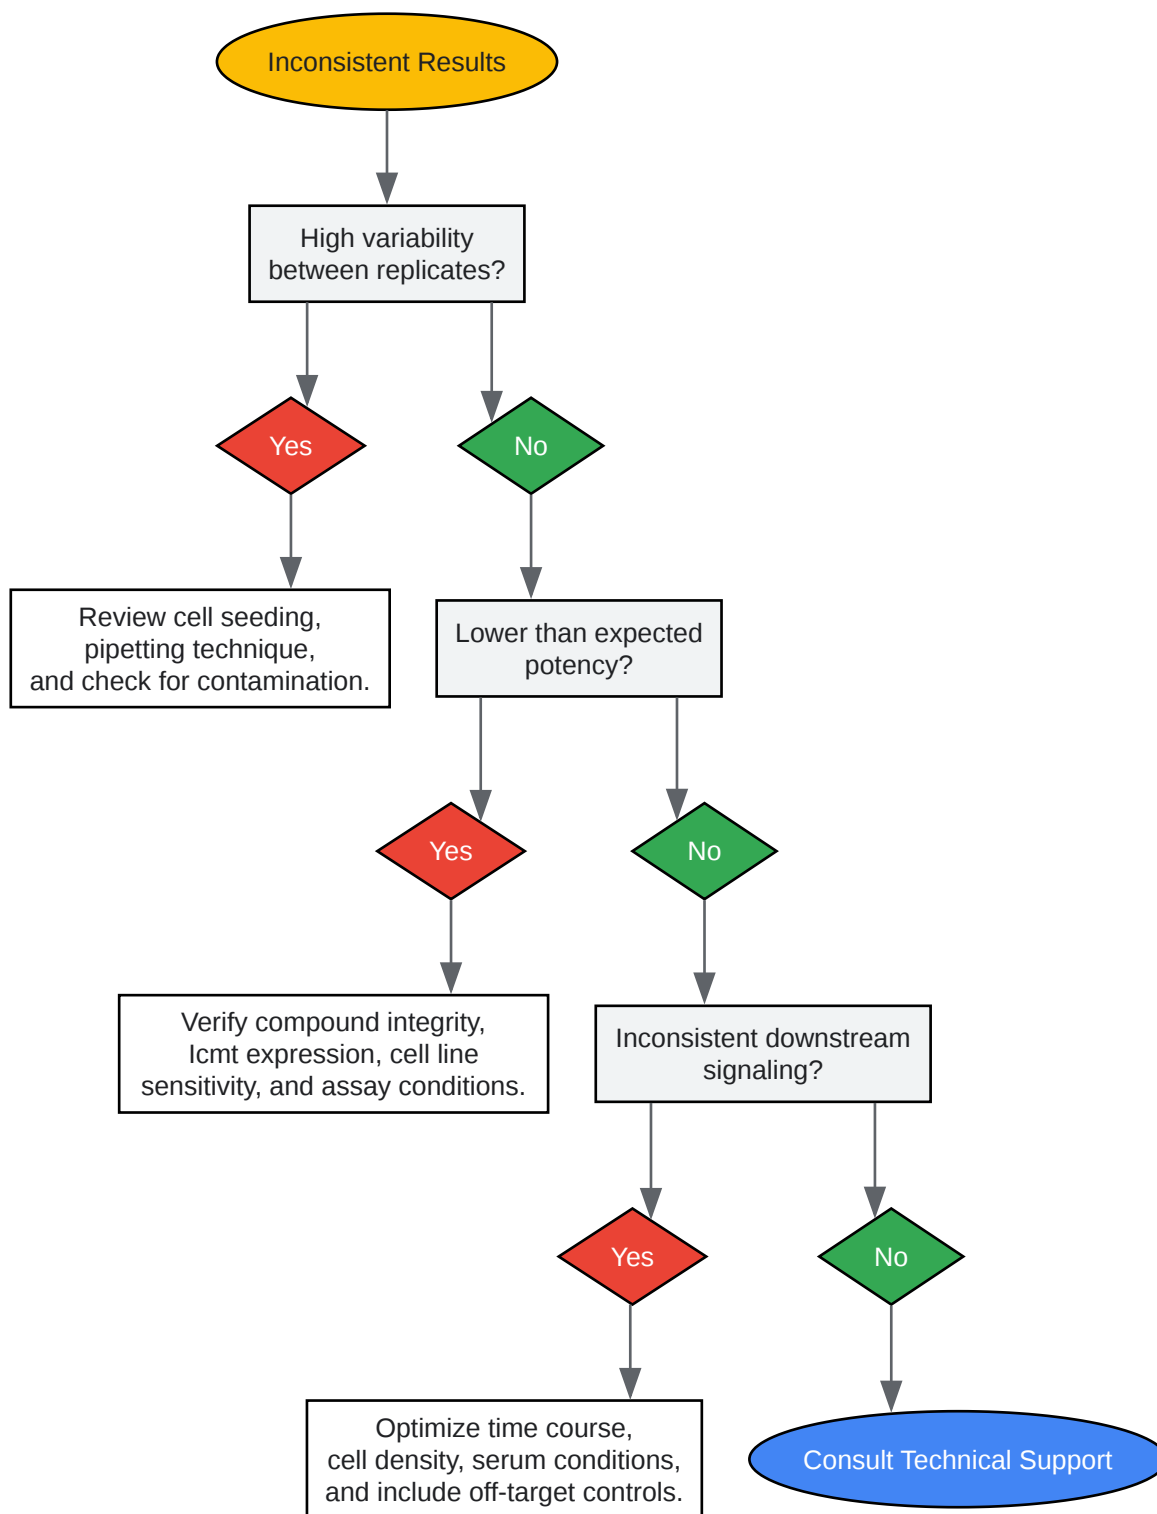 Inconsistent Results
High variability
between replicates?
Yes
No
Review cell seeding,
pipetting technique,
and check for contamination.
Lower than expected
potency?
Yes
No
Verify compound integrity,
Icmt expression, cell line
sensitivity, and assay conditions.
Inconsistent downstream
signaling?
Yes
No
Optimize time course,
cell density, serum conditions,
and include off-target controls.
Consult Technical Support